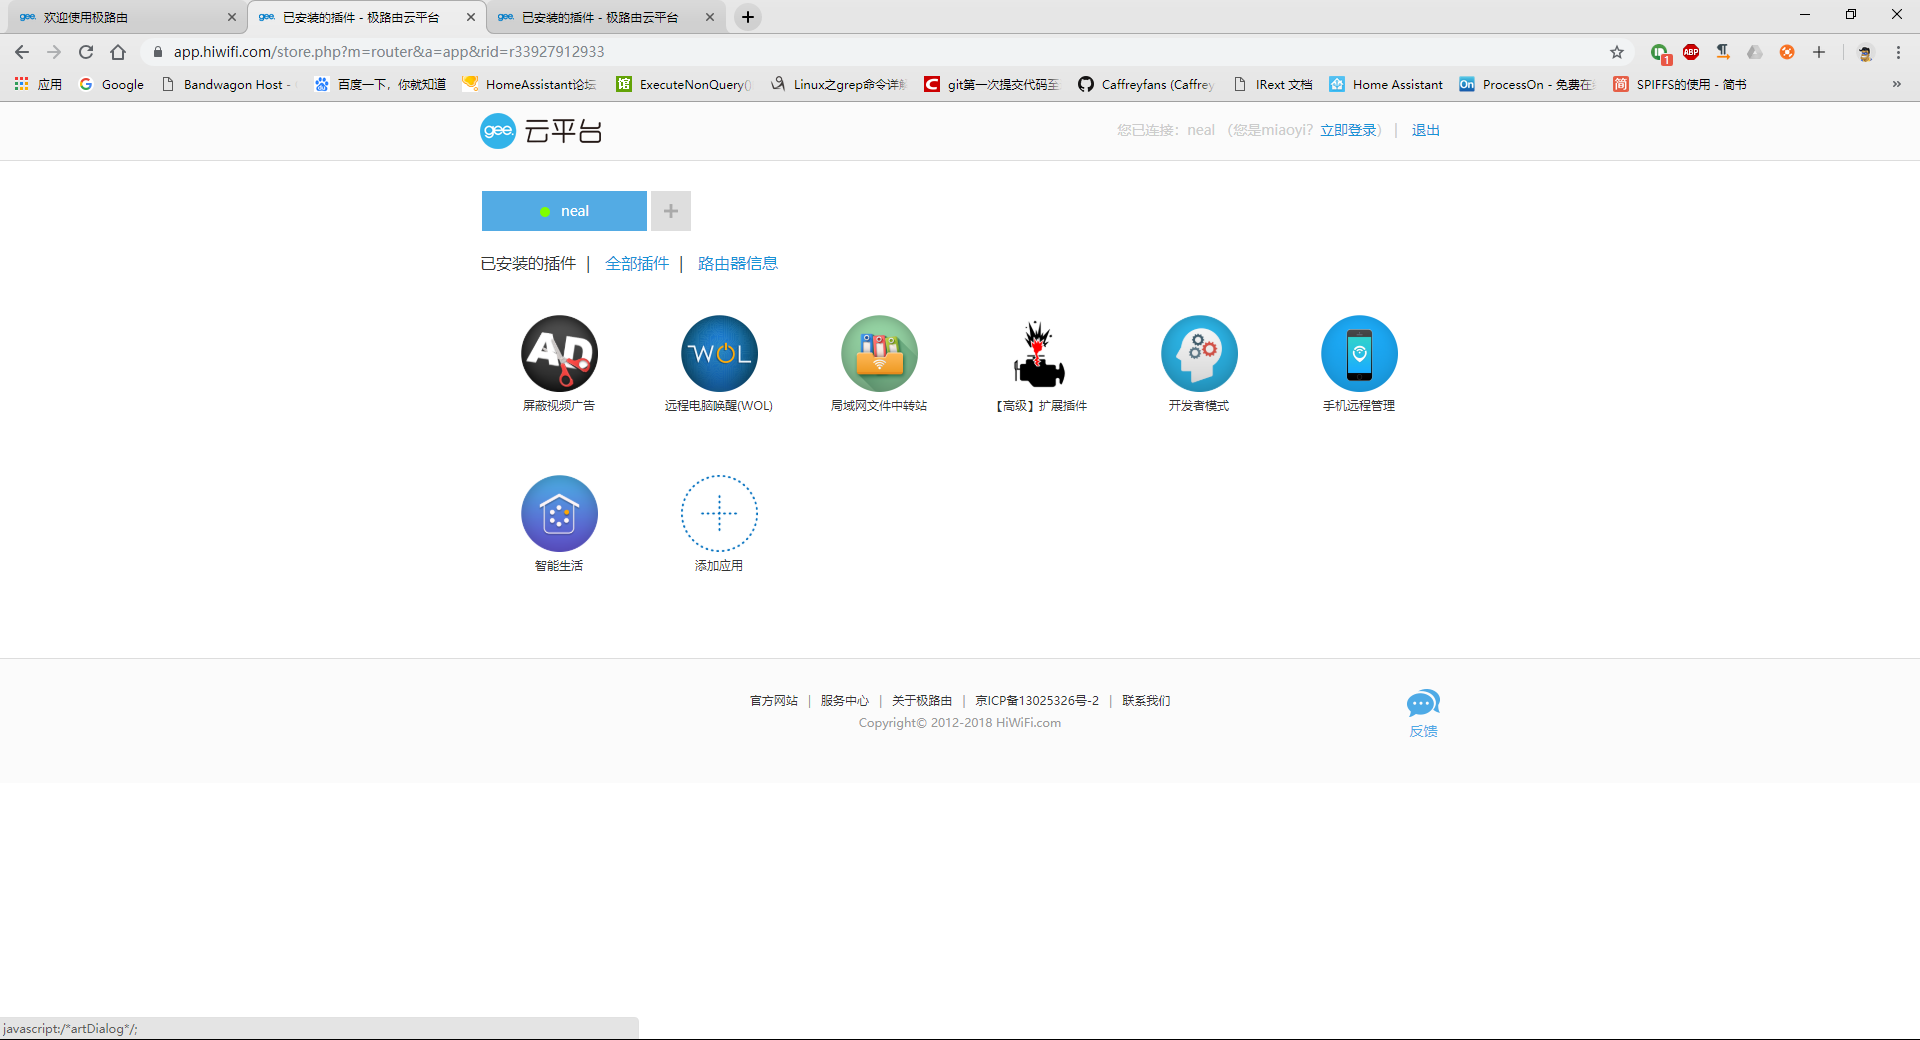 gee. 欢迎使用极路由
gee. 已安装的插件 - 极路由云平台
gee. 已安装的插件 - 极路由云平台
app.hiwifi.com/store.php?m=router&a=app&rid=r33927912933
1
ABP
应用
Google
Bandwagon Host -
百度一下，你就知道
HomeAssistant论坛
馆 ExecuteNonQuery()
Linux之grep命令详解
C git第一次提交代码至
Caffreyfans (Caffrey
IRext 文档
Home Assistant
On ProcessOn - 免费在
简 SPIFFS的使用 - 简书
gee. 云平台
您已连接：neal （您是miaoyi? 立即登录） | 退出
neal
已安装的插件 | 全部插件 | 路由器信息
AD
WOL
屏蔽视频广告
远程电脑唤醒(WOL)
局域网文件中转站
【高级】扩展插件
开发者模式
手机远程管理
智能生活
添加应用
官方网站 | 服务中心 | 关于极路由 | 京ICP备13025326号-2 | 联系我们
Copyright© 2012-2018 HiWiFi.com
反馈
javascript:/*artDialog*/;